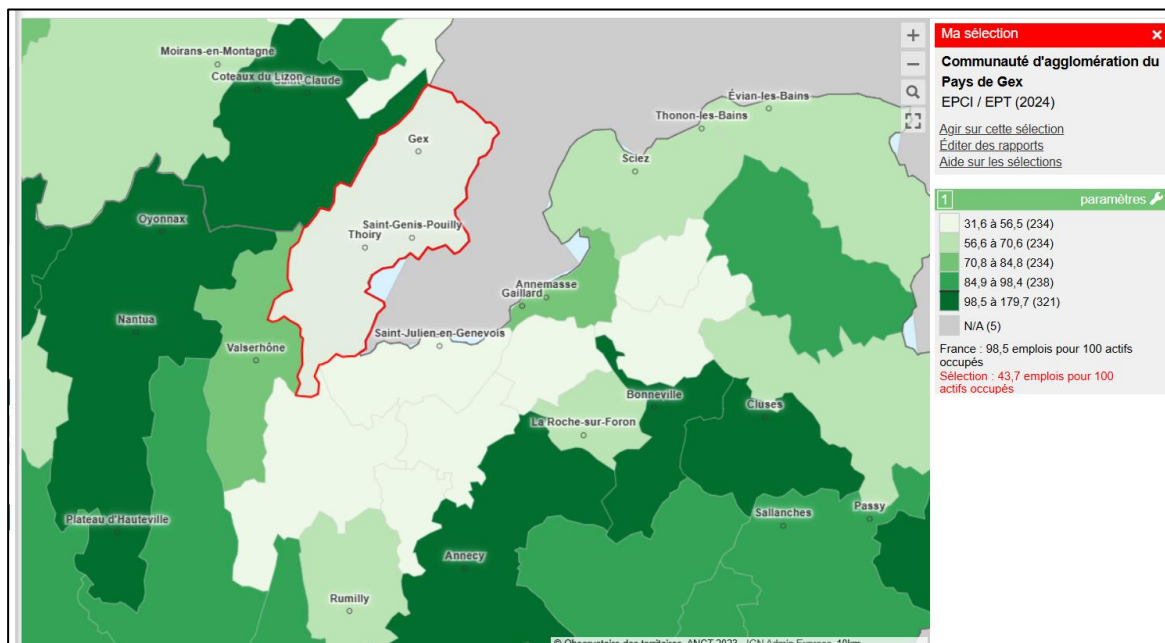 Moirans-en-Montagne
Coteaux du Lizon
Saint-Claude
Évian-les-Bains
Thonon-les-Bains
Gex
Sciez
Oyonnax
Saint-Genis-Pouilly
Thoiry
Annemasse
Gaillard
Nantua
Saint-Julien-en-Genevois
Valserhône
Bonneville
Cluses
La Roche-sur-Foron
Plateau d'Hauteville
Sallanches
Passy
Annecy
Rumilly
© Observatoire des territoires, ANCT 2023 - IGN Admin Express 10km
Ma sélection
Communauté d'agglomération du
Pays de Gex
EPCI / EPT (2024)
Agir sur cette sélection
Éditer des rapports
Aide sur les sélections
1 paramètres
31,6 à 56,5 (234)
56,6 à 70,6 (234)
70,8 à 84,8 (234)
84,9 à 98,4 (238)
98,5 à 179,7 (321)
N/A (5)
France : 98,5 emplois pour 100 actifs
occupés
Sélection : 43,7 emplois pour 100
actifs occupés